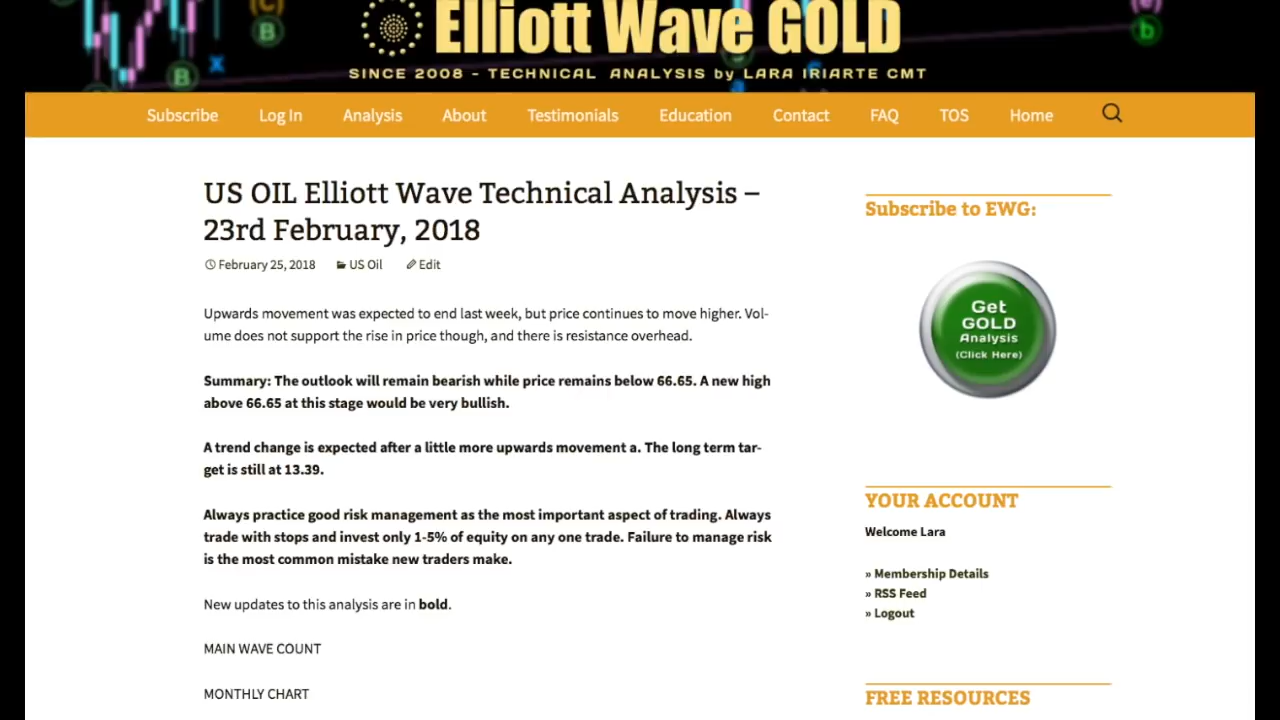 (C)
B
B
x
a
(e)
b
Elliott Wave GOLD
SINCE 2008 - TECHNICAL ANALYSIS by LARA IRIARTE CMT
Subscribe Log In Analysis About Testimonials Education Contact FAQ TOS Home
US OIL Elliott Wave Technical Analysis –
23rd February, 2018
February 25, 2018 US Oil Edit
Upwards movement was expected to end last week, but price continues to move higher. Vol-
ume does not support the rise in price though, and there is resistance overhead.
Summary: The outlook will remain bearish while price remains below 66.65. A new high
above 66.65 at this stage would be very bullish.
A trend change is expected after a little more upwards movement a. The long term tar-
get is still at 13.39.
Always practice good risk management as the most important aspect of trading. Always
trade with stops and invest only 1-5% of equity on any one trade. Failure to manage risk
is the most common mistake new traders make.
New updates to this analysis are in bold.
MAIN WAVE COUNT
MONTHLY CHART
Subscribe to EWG:
Get
GOLD
Analysis
(Click Here)
YOUR ACCOUNT
Welcome Lara
» Membership Details
» RSS Feed
» Logout
FREE RESOURCES